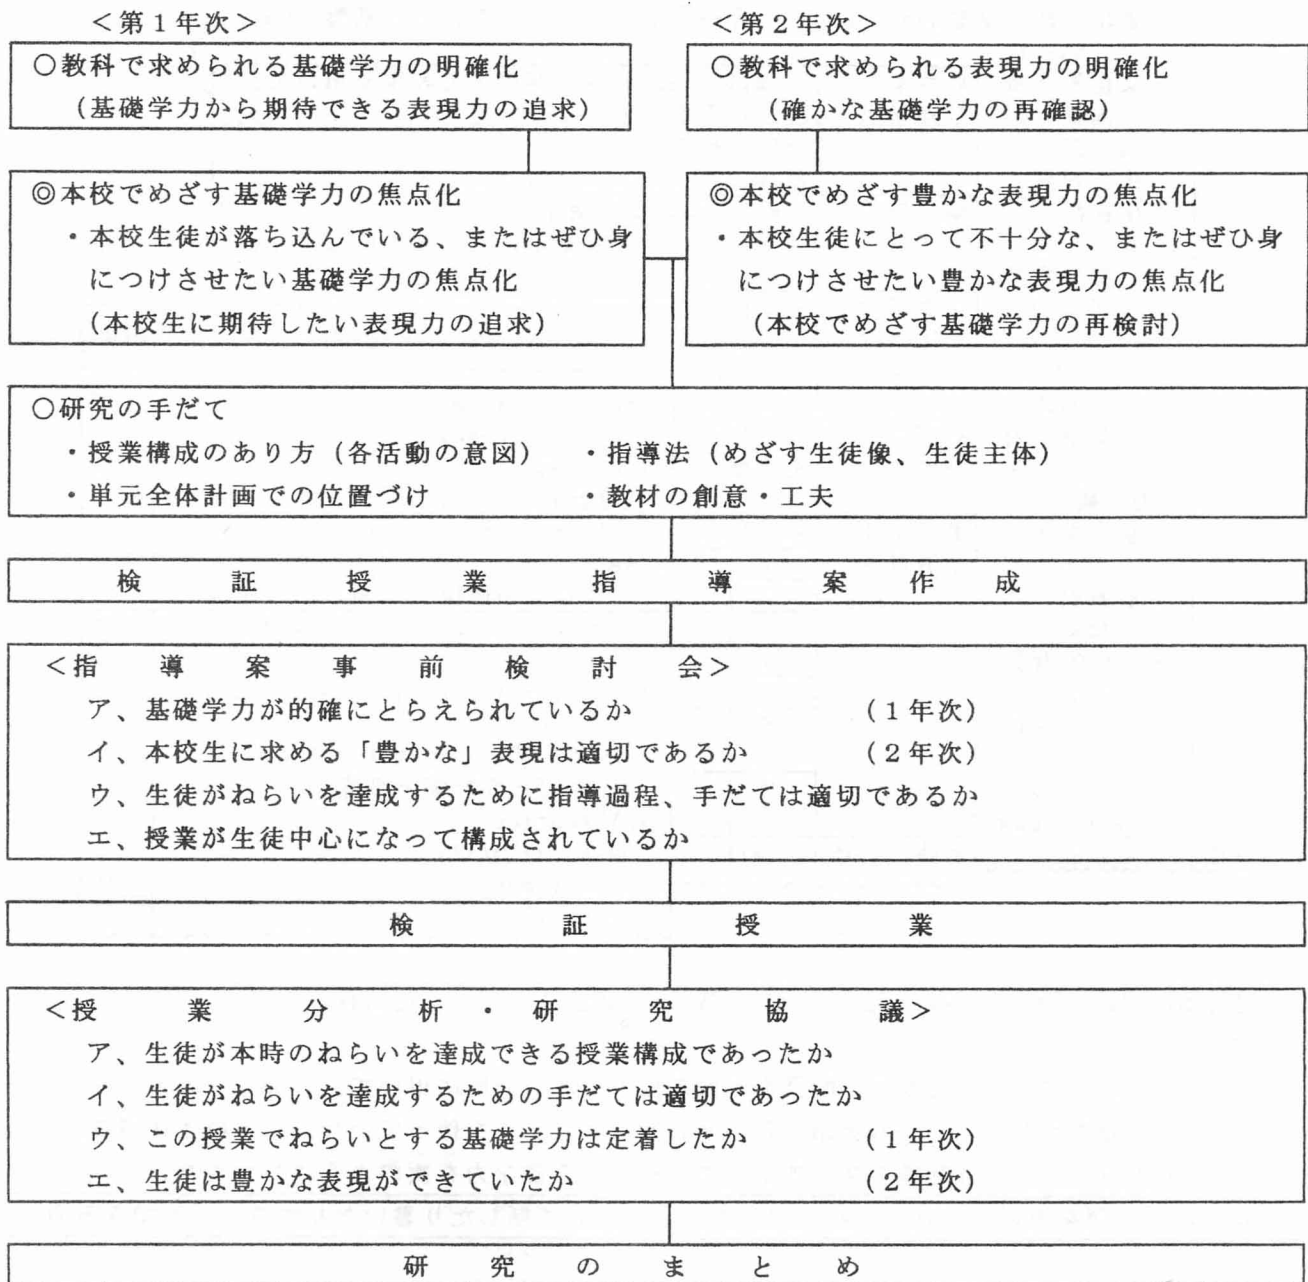 ＜第１年次＞
○教科で求められる基礎学力の明確化
（基礎学力から期待できる表現力の追求）
◎本校でめざす基礎学力の焦点化
・本校生徒が落ち込んでいる、またはぜひ身
につけさせたい基礎学力の焦点化
（本校生に期待したい表現力の追求）
＜第２年次＞
○教科で求められる表現力の明確化
（確かな基礎学力の再確認）
◎本校でめざす豊かな表現力の焦点化
・本校生徒にとって不十分な、またはぜひ身
につけさせたい豊かな表現力の焦点化
（本校でめざす基礎学力の再検討）
○研究の手だて
・授業構成のあり方（各活動の意図）　・指導法（めざす生徒像、生徒主体）
・単元全体計画での位置づけ　・教材の創意・工夫
検証授業指導案作成
＜指導案事前検討会＞
ア、基礎学力が的確にとらえられているか　（１年次）
イ、本校生に求める「豊かな」表現は適切であるか　（２年次）
ウ、生徒がねらいを達成するために指導過程、手だては適切であるか
エ、授業が生徒中心になって構成されているか
検証授業
＜授業分析・研究協議＞
ア、生徒が本時のねらいを達成できる授業構成であったか
イ、生徒がねらいを達成するための手だては適切であったか
ウ、この授業でねらいとする基礎学力は定着したか　（１年次）
エ、生徒は豊かな表現ができていたか　（２年次）
研究のまとめ